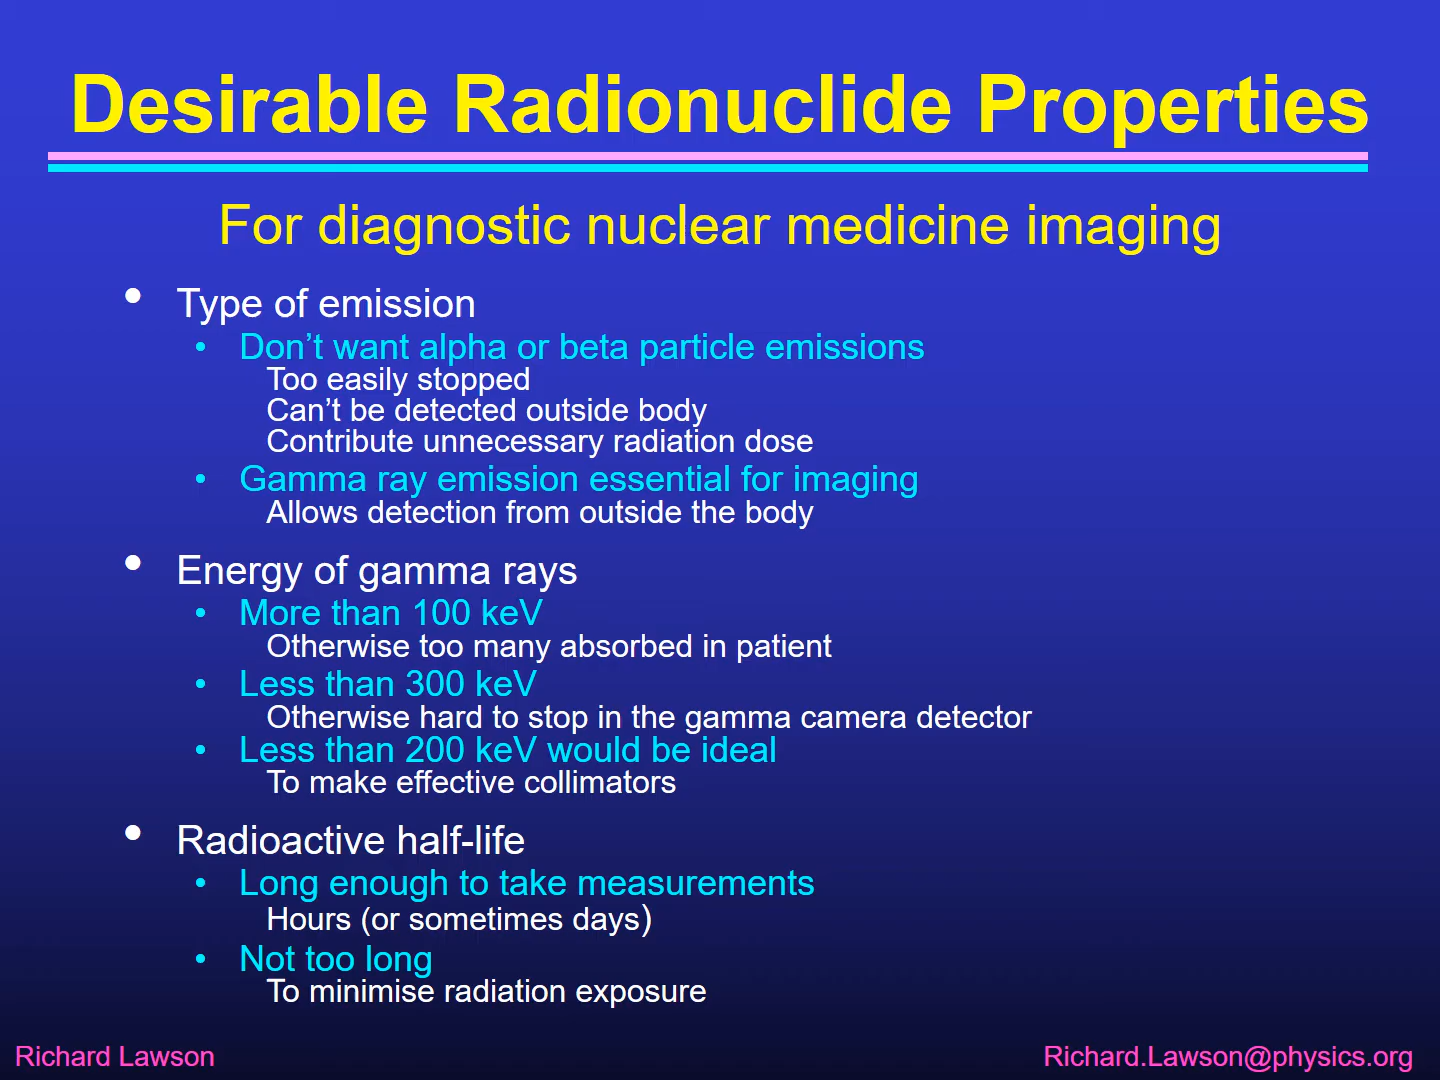 Desirable Radionuclide Properties
For diagnostic nuclear medicine imaging
• Type of emission
• Don’t want alpha or beta particle emissions
Too easily stopped
Can’t be detected outside body
Contribute unnecessary radiation dose
• Gamma ray emission essential for imaging
Allows detection from outside the body
• Energy of gamma rays
• More than 100 keV
Otherwise too many absorbed in patient
• Less than 300 keV
Otherwise hard to stop in the gamma camera detector
• Less than 200 keV would be ideal
To make effective collimators
• Radioactive half-life
• Long enough to take measurements
Hours (or sometimes days)
• Not too long
To minimise radiation exposure
Richard Lawson
Richard.Lawson@physics.org